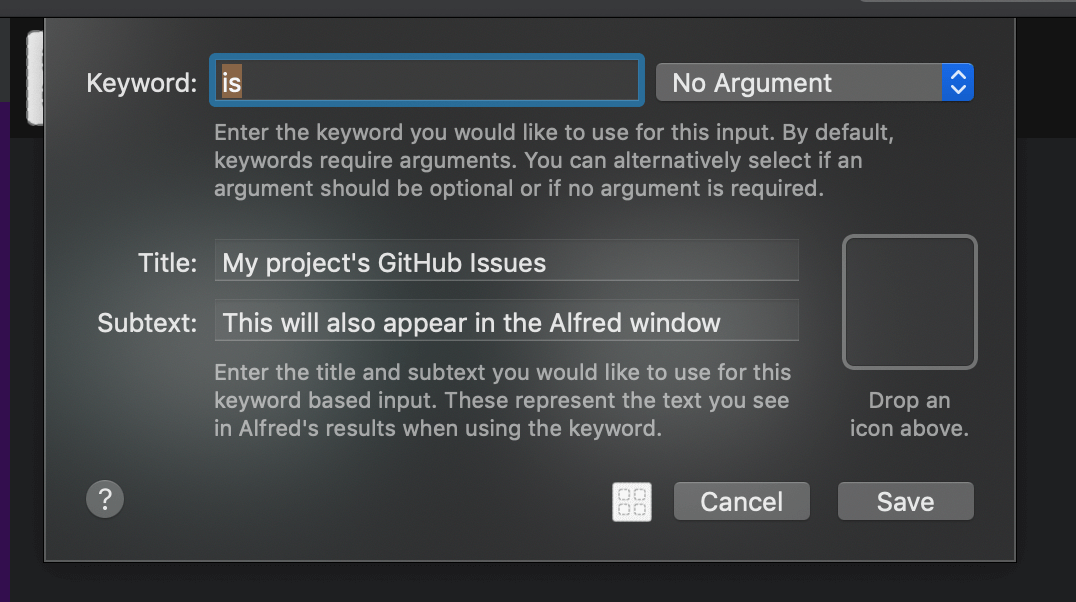 Keyword: is No Argument
Enter the keyword you would like to use for this input. By default,
keywords require arguments. You can alternatively select if an
argument should be optional or if no argument is required.
Title: My project's GitHub Issues
Subtext: This will also appear in the Alfred window
Enter the title and subtext you would like to use for this
keyword based input. These represent the text you see
in Alfred's results when using the keyword.
Drop an
icon above.
? Cancel Save